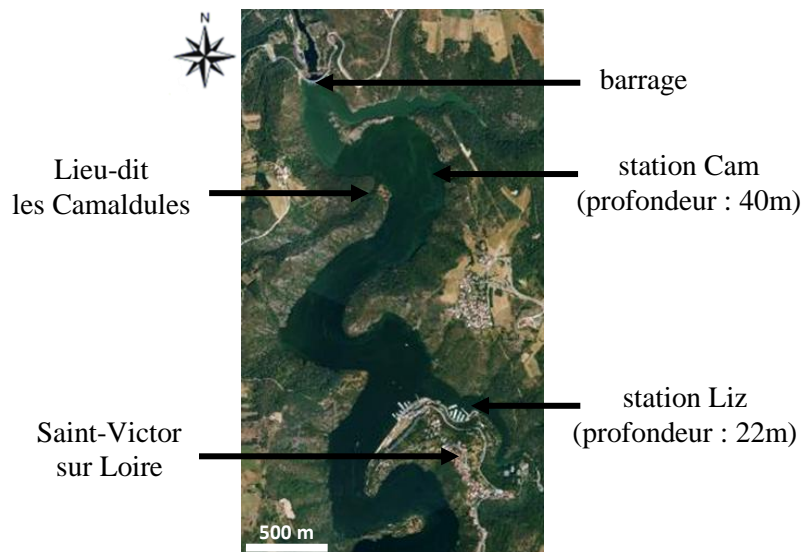 N
barrage
Lieu-dit
les Camaldules
station Cam
(profondeur : 40m)
station Liz
(profondeur : 22m)
Saint-Victor
sur Loire
500 m